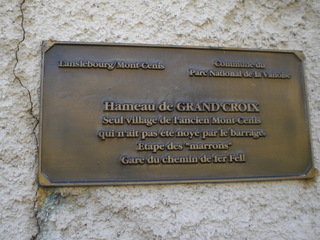 Lanslebourg/Mont-Cenis
Commune du
Parc National de la Vanoise
Hameau de GRAND'CROIX
Seul Village de l'ancien Mont-Cenis
qui n'ait pas été noyé par le barrage.
Etape des "marrons"
Gare du chemin de fer Fell